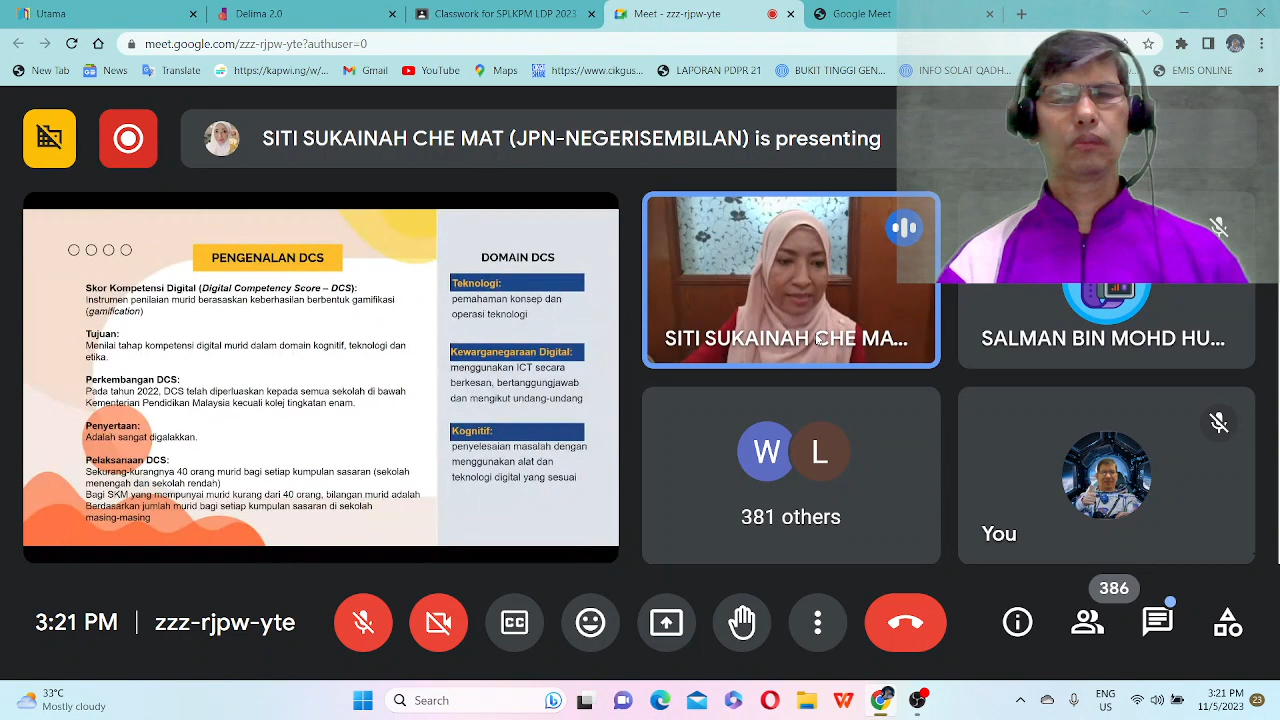 Utama
Delima 2.0
Classwork for SPLKPM LDP 2023
Meet - zzz-rjpw-yte
Google Meet
meet.google.com/zzz-rjpw-yte?authuser=0
New Tab
News
Translate
https://kapwing/w/...
Gmail
YouTube
Maps
https://www.cikgus...
LAPORAN PDPR 21
BUKIT TINGGI GEN...
INFO SOLAT QADH...
EMIS ONLINE
SITI SUKAINAH CHE MAT (JPN-NEGERISEMBILAN) is presenting
PENGENALAN DCS
Skor Kompetensi Digital (Digital Competency Score – DCS):
Instrumen penilaian murid berasaskan keberhasilan berbentuk gamifikasi
(gamification)
Tujuan:
Menilai tahap kompetensi digital murid dalam domain kognitif, teknologi dan
etika.
Perkembangan DCS:
Pada tahun 2022, DCS telah diperluaskan kepada semua sekolah di bawah
Kementerian Pendidikan Malaysia kecuali kolej tingkatan enam.
Penyertaan:
Adalah sangat digalakkan.
Pelaksanaan DCS:
Sekurang-kurangnya 40 orang murid bagi setiap kumpulan sasaran (sekolah
menengah dan sekolah rendah)
Bagi SKM yang mempunyai murid kurang dari 40 orang, bilangan murid adalah
Berdasarkan jumlah murid bagi setiap kumpulan sasaran di sekolah
masing-masing
DOMAIN DCS
Teknologi:
pemahaman konsep dan
operasi teknologi
Kewarganegaraan Digital:
menggunakan ICT secara
berkesan, bertanggungjawab
dan mengikut undang-undang
Kognitif:
penyelesaian masalah dengan
menggunakan alat dan
teknologi digital yang sesuai
SITI SUKAINAH CHE MA...
SALMAN BIN MOHD HU...
W
L
381 others
You
386
3:21 PM | zzz-rjpw-yte
CC
33°C
Mostly cloudy
Search
ENG
US
3:21 PM
11/5/2023
23